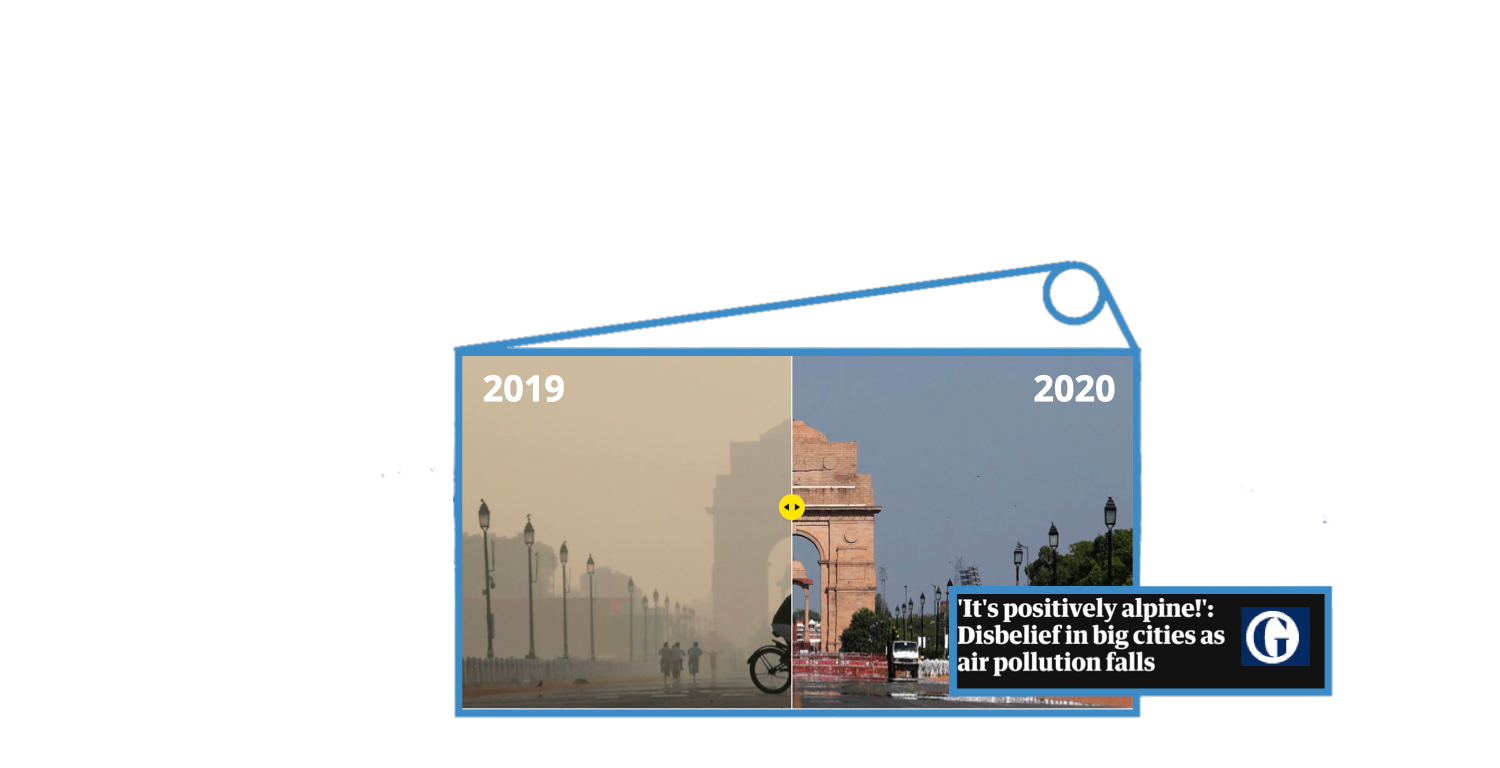 2019
2020
'It's positively alpine!':
Disbelief in big cities as
air pollution falls
G